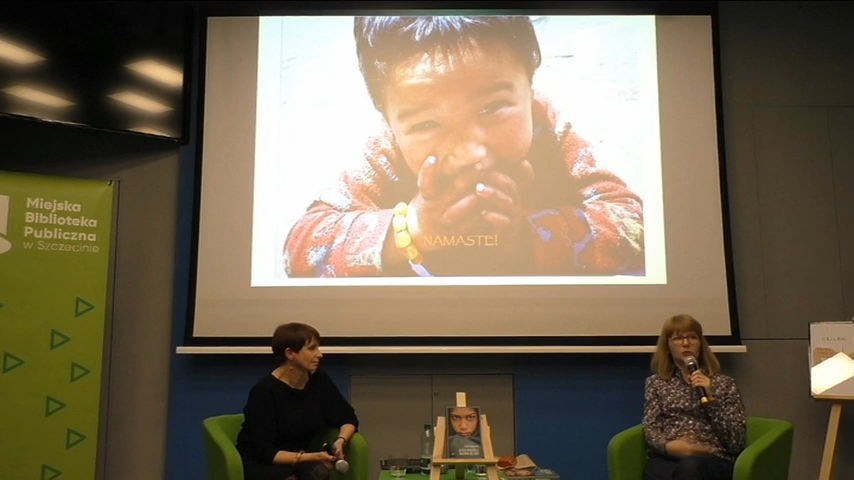 Miejska
Biblioteka
Publiczna
w Szczecinie
NAMASTE!